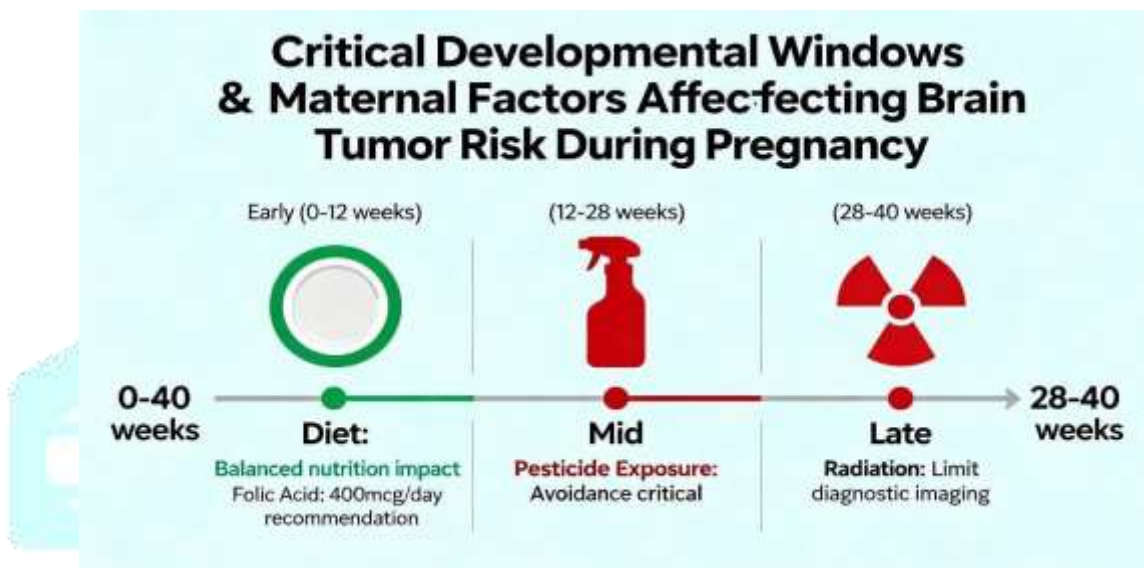 Critical Developmental Windows
& Maternal Factors Affec·fecting Brain
Tumor Risk During Pregnancy
Early (0-12 weeks)
(12-28 weeks)
(28-40 weeks)
0-40
weeks
28-40
weeks
Diet:
Balanced nutrition impact
Folic Acid: 400mcg/day
recommendation
Mid
Pesticide Exposure:
Avoidance critical
Late
Radiation: Limit
diagnostic imaging